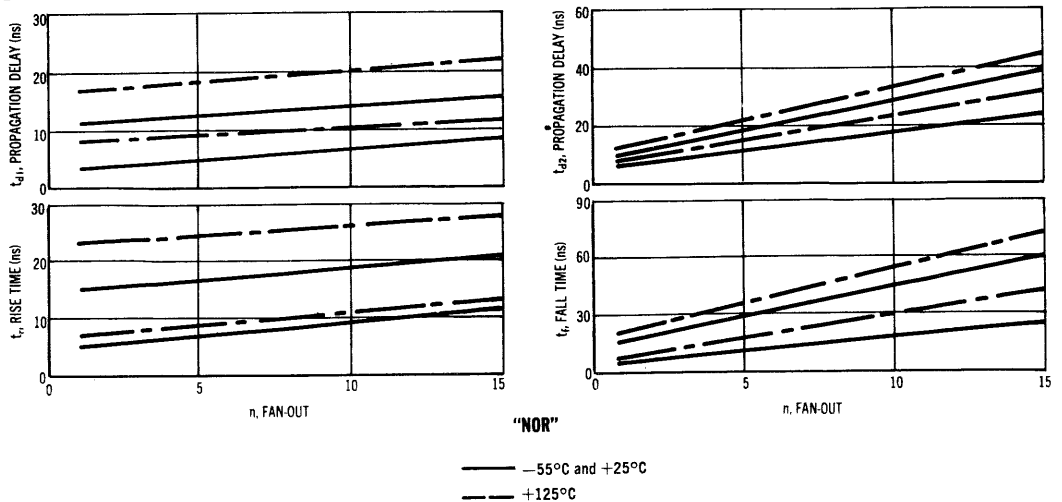 t_d1, PROPAGATION DELAY (ns)
30
20
10
0
t_d2, PROPAGATION DELAY (ns)
60
40
20
0
t_r, RISE TIME (ns)
30
20
10
0
0 5 10 15
n, FAN-OUT
t_f, FALL TIME (ns)
90
60
30
0
0 5 10 15
n, FAN-OUT
"NOR"
−55°C and +25°C
+125°C